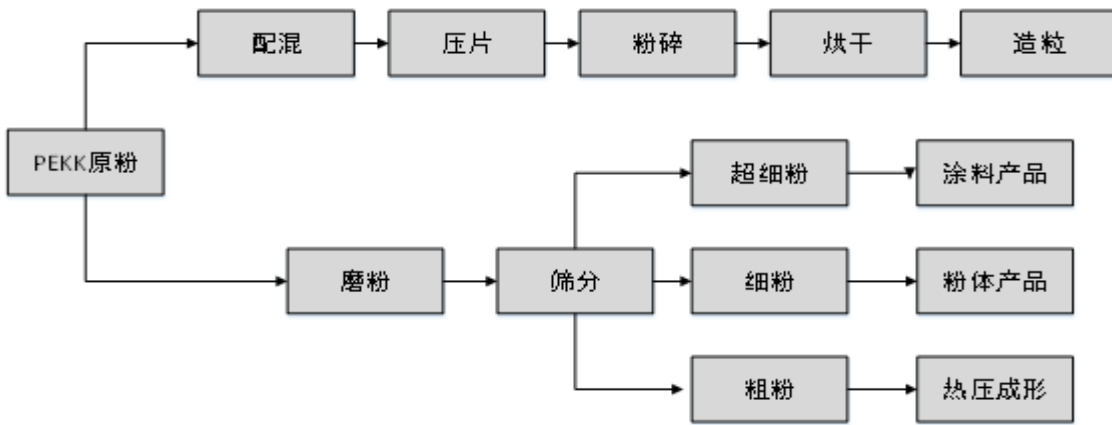 配混
压片
粉碎
烘干
造粒
PEKK原粉
超细粉
涂料产品
磨粉
筛分
细粉
粉体产品
粗粉
热压成形